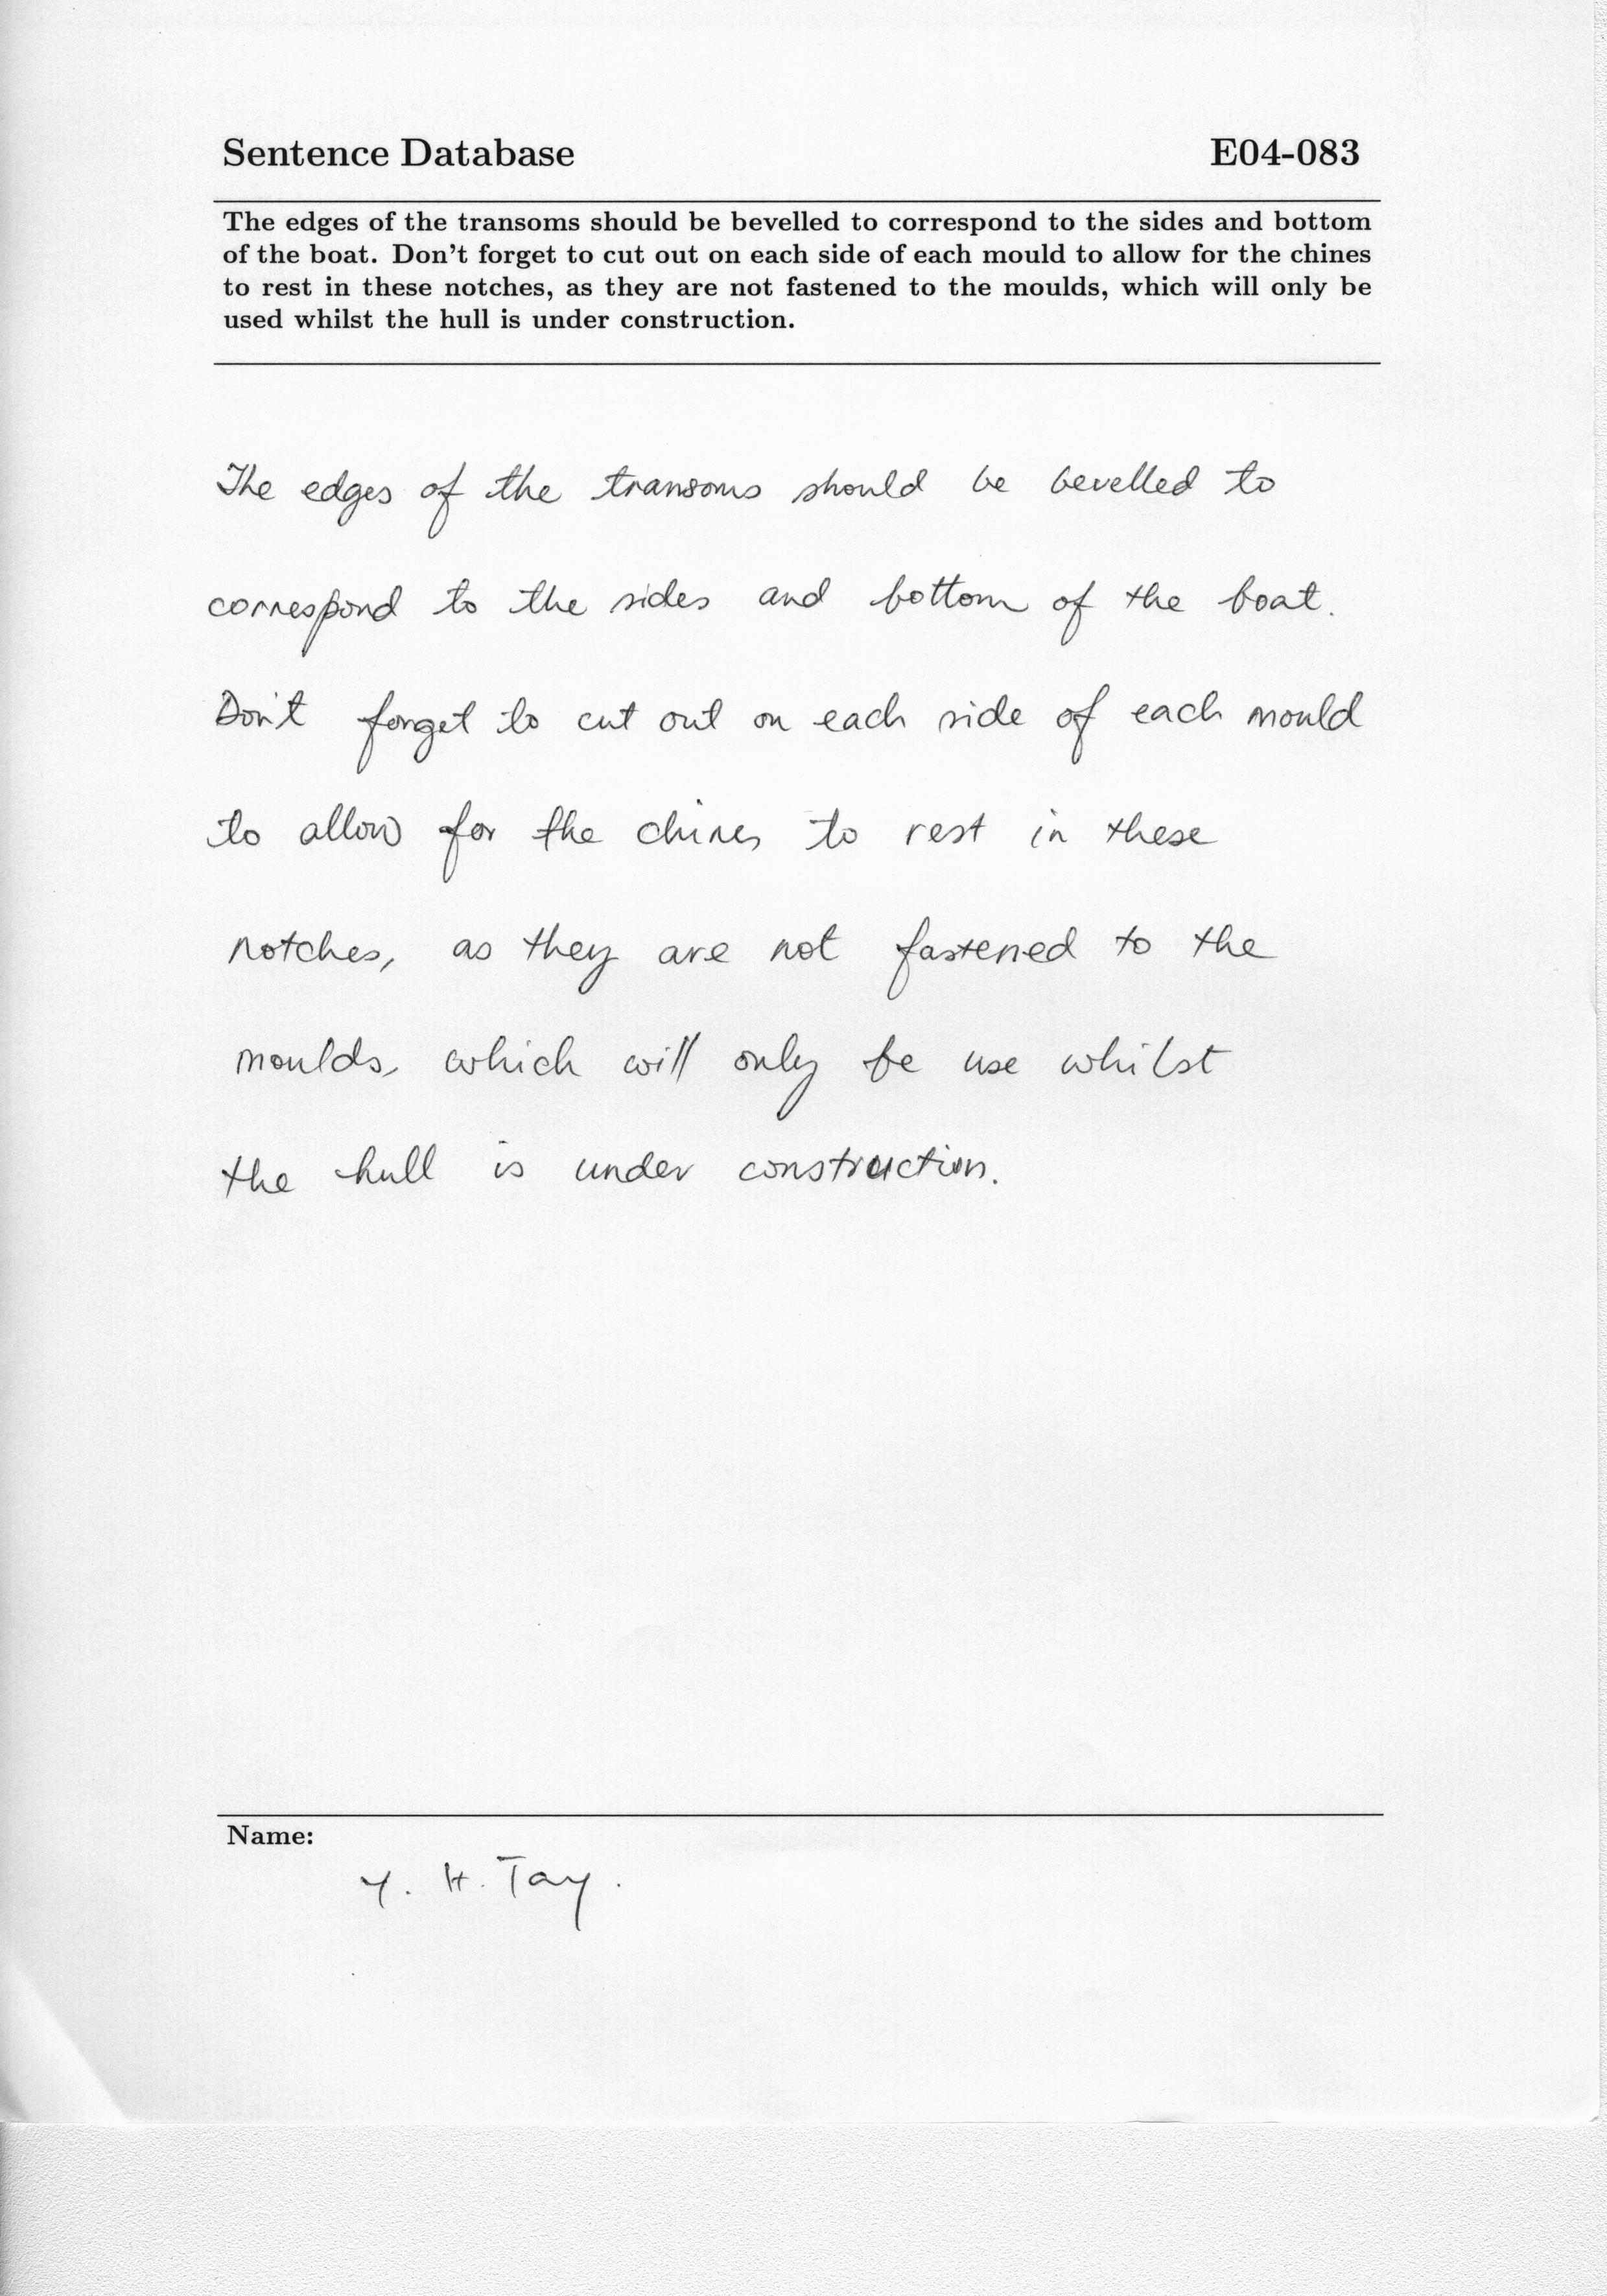 Sentence Database E04-083
The edges of the transoms should be bevelled to correspond to the sides and bottom
of the boat. Don't forget to cut out on each side of each mould to allow for the chines
to rest in these notches, as they are not fastened to the moulds, which will only be
used whilst the hull is under construction.
The edges of the transoms should be bevelled to
correspond to the sides and bottom of the boat.
Don't forget to cut out on each side of each mould
to allow for the chines to rest in these
notches, as they are not fastened to the
moulds, which will only be use whilst
the hull is under construction.
Name:
Y. H. Tay.